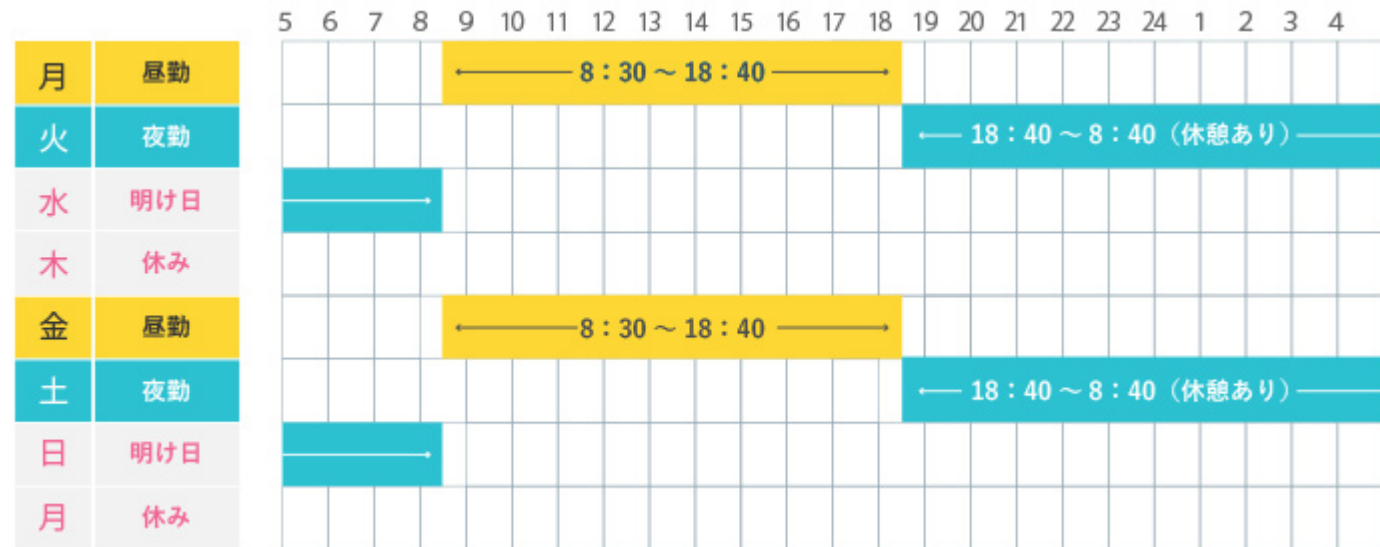 5 6 7 8 9 10 11 12 13 14 15 16 17 18 19 20 21 22 23 24 1 2 3 4
月 昼勤 8：30 〜 18：40
火 夜勤 18：40 〜 8：40（休憩あり）
水 明け日
木 休み
金 昼勤 8：30 〜 18：40
土 夜勤 18：40 〜 8：40（休憩あり）
日 明け日
月 休み